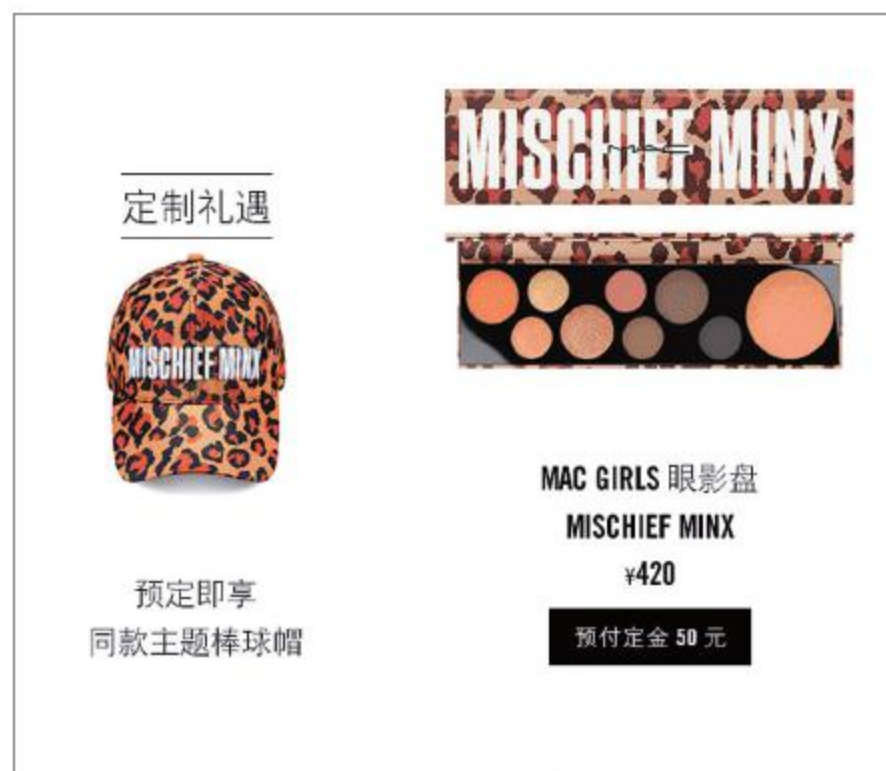 定制礼遇
MISCHIEF MINX
预定即享
同款主题棒球帽
MISCHIEF MINX
MAC
MAC GIRLS 眼影盘
MISCHIEF MINX
¥420
预付定金 50 元